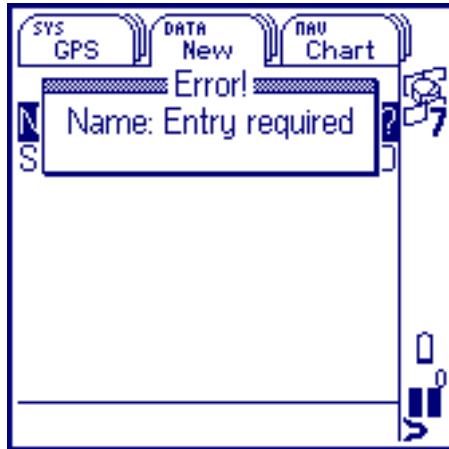 SYS DATA NAV
GPS New Chart
Error!
N Name: Entry required ?
S
7
0